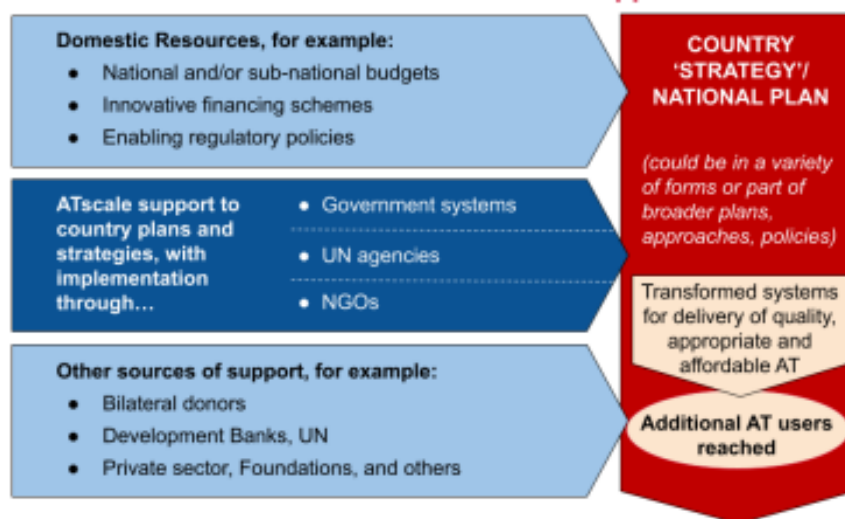 Domestic Resources, for example:
● National and/or sub-national budgets
● Innovative financing schemes
● Enabling regulatory policies
ATscale support to
country plans and
strategies, with
implementation
through…
● Government systems
● UN agencies
● NGOs
Other sources of support, for example:
● Bilateral donors
● Development Banks, UN
● Private sector, Foundations, and others
COUNTRY
‘STRATEGY’/
NATIONAL PLAN
(could be in a variety
of forms or part of
broader plans,
approaches, policies)
Transformed systems
for delivery of quality,
appropriate and
affordable AT
Additional AT users
reached